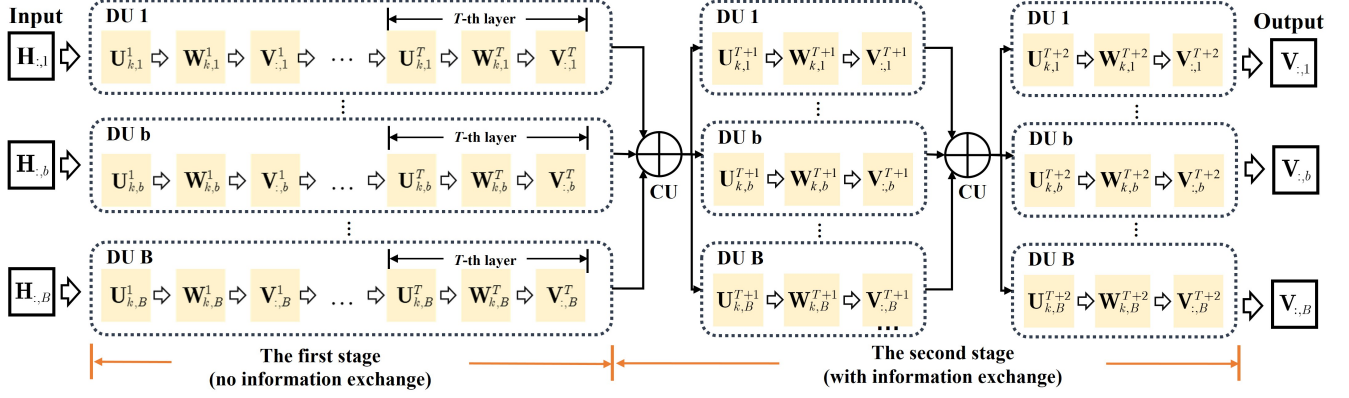 Input
Output
DU 1
T-th layer
DU 1
DU 1
H_{:,1}
U^1_{k,1}
W^1_{k,1}
V^1_{:,1}
...
U^T_{k,1}
W^T_{k,1}
V^T_{:,1}
U^{T+1}_{k,1}
W^{T+1}_{k,1}
V^{T+1}_{:,1}
U^{T+2}_{k,1}
W^{T+2}_{k,1}
V^{T+2}_{:,1}
V_{:,1}
DU b
T-th layer
DU b
DU b
H_{:,b}
U^1_{k,b}
W^1_{k,b}
V^1_{:,b}
...
U^T_{k,b}
W^T_{k,b}
V^T_{:,b}
CU
U^{T+1}_{k,b}
W^{T+1}_{k,b}
V^{T+1}_{:,b}
CU
U^{T+2}_{k,b}
W^{T+2}_{k,b}
V^{T+2}_{:,b}
V_{:,b}
DU B
T-th layer
DU B
DU B
H_{:,B}
U^1_{k,B}
W^1_{k,B}
V^1_{:,B}
...
U^T_{k,B}
W^T_{k,B}
V^T_{:,B}
U^{T+1}_{k,B}
W^{T+1}_{k,B}
V^{T+1}_{:,B}
...
U^{T+2}_{k,B}
W^{T+2}_{k,B}
V^{T+2}_{:,B}
V_{:,B}
The first stage
(no information exchange)
The second stage
(with information exchange)